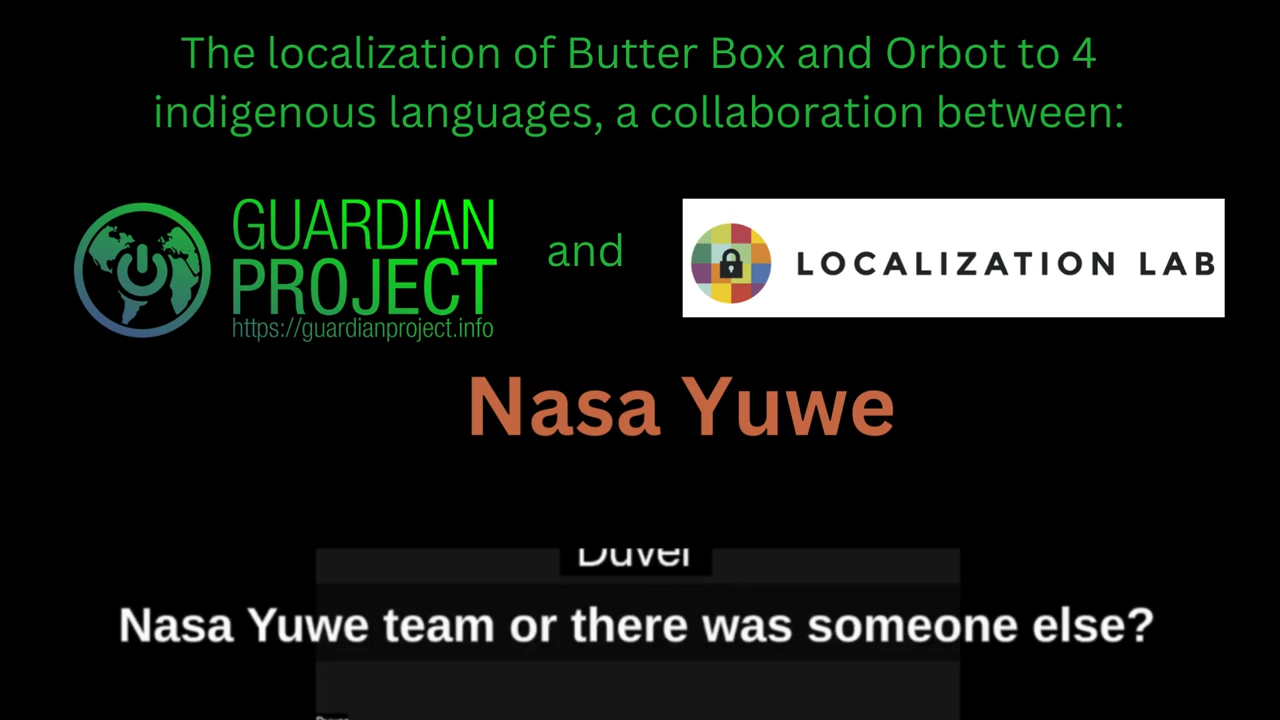 The localization of Butter Box and Orbot to 4
indigenous languages, a collaboration between:
GUARDIAN
PROJECT
https://guardianproject.info
and
LOCALIZATION LAB
Nasa Yuwe
Duver
Nasa Yuwe team or there was someone else?